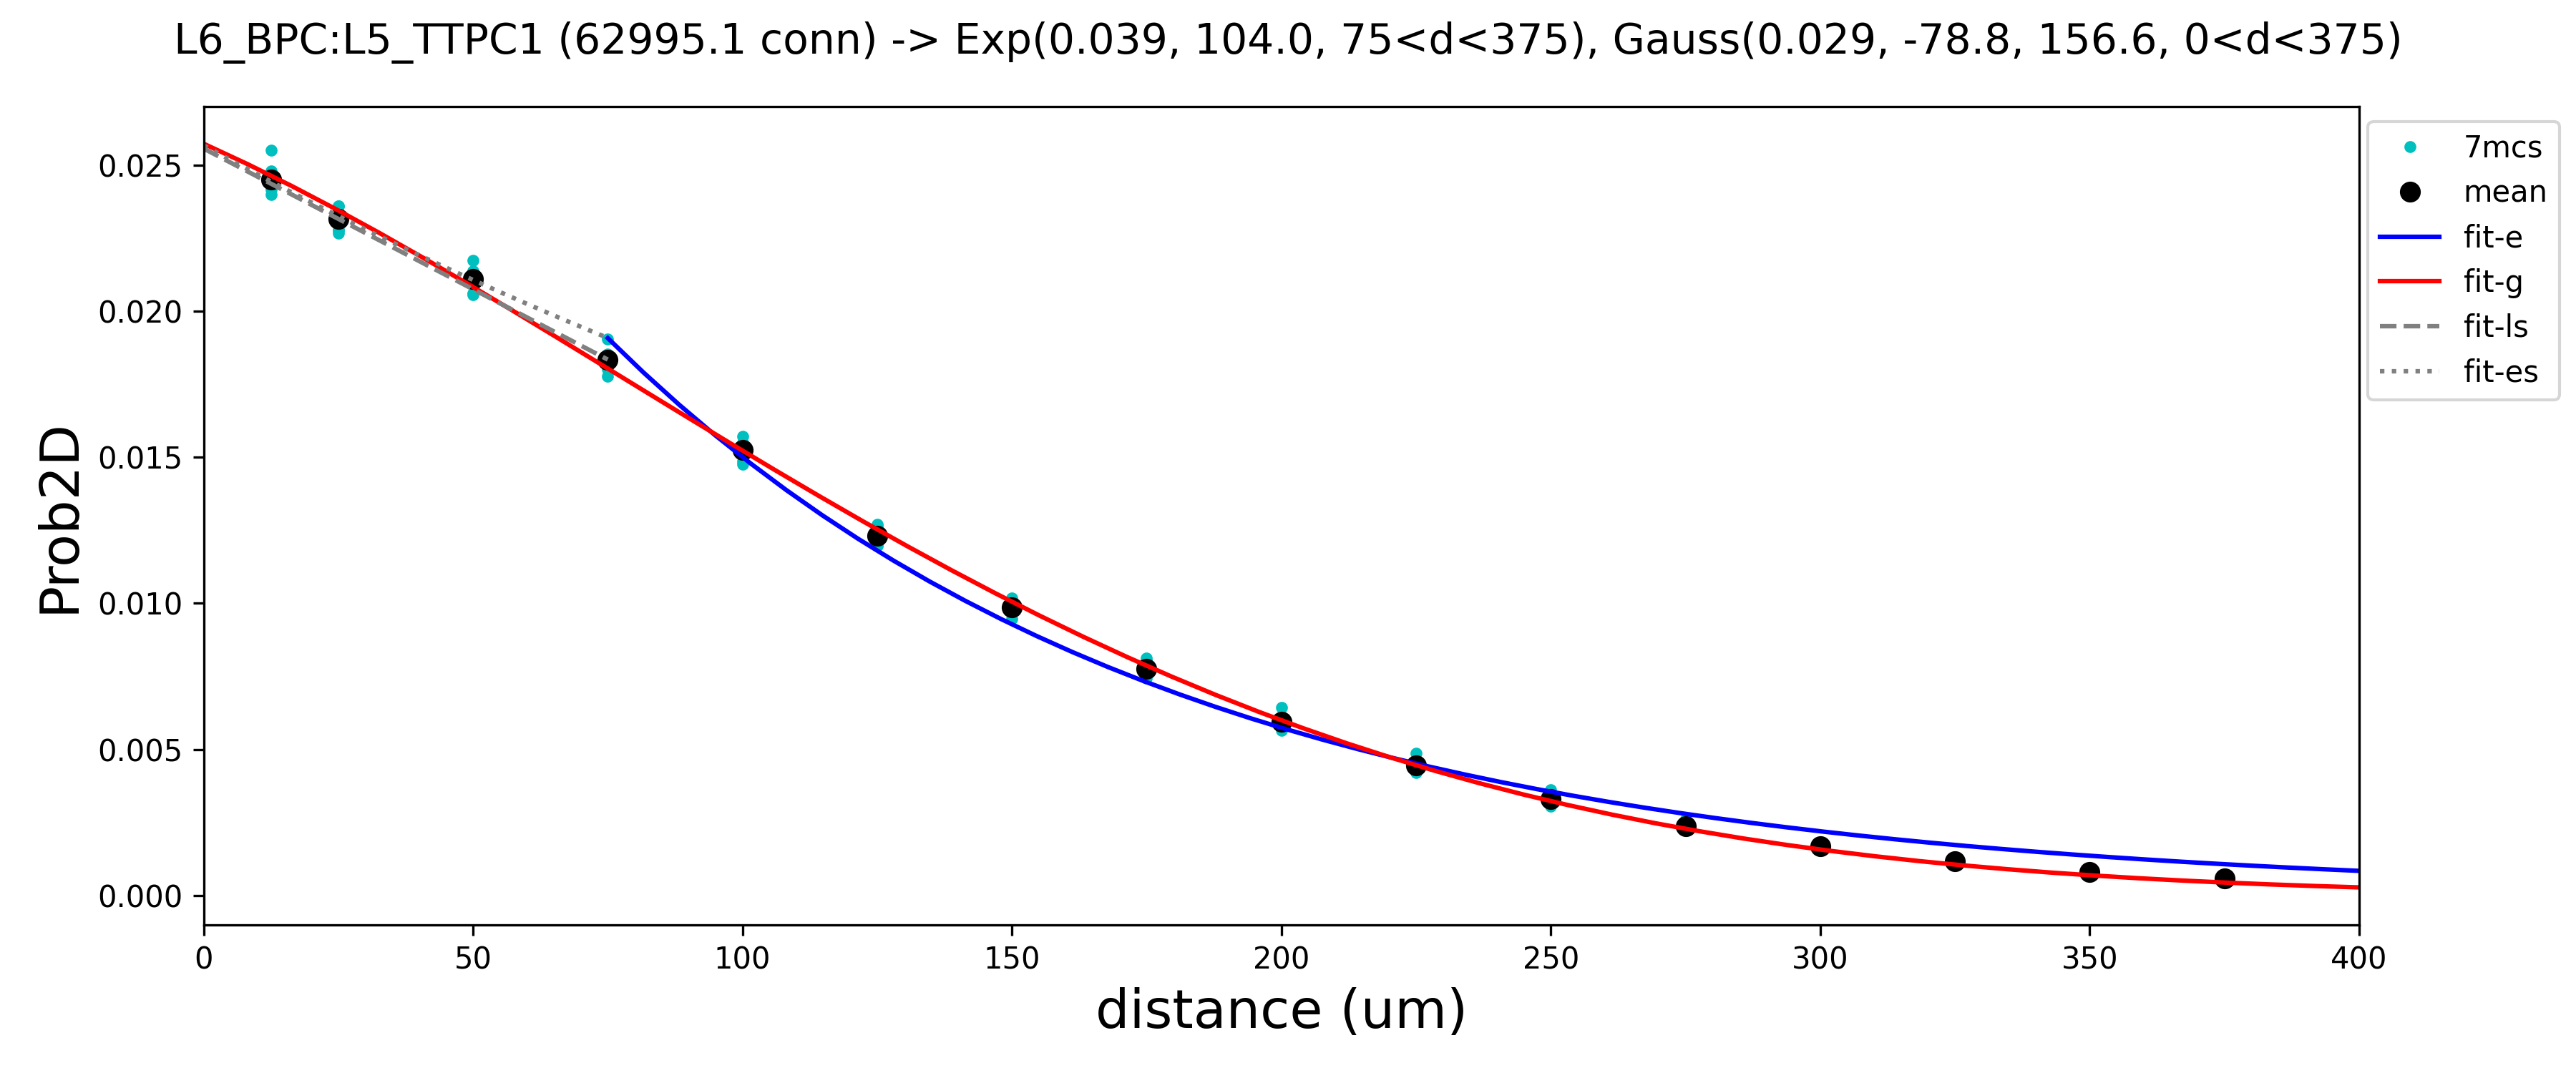 L6_BPC:L5_TTPC1 (62995.1 conn) -> Exp(0.039, 104.0, 75<d<375), Gauss(0.029, -78.8, 156.6, 0<d<375)
7mcs
mean
fit-e
fit-g
fit-ls
fit-es
Prob2D
0.025
0.020
0.015
0.010
0.005
0.000
0 50 100 150 200 250 300 350 400
distance (um)